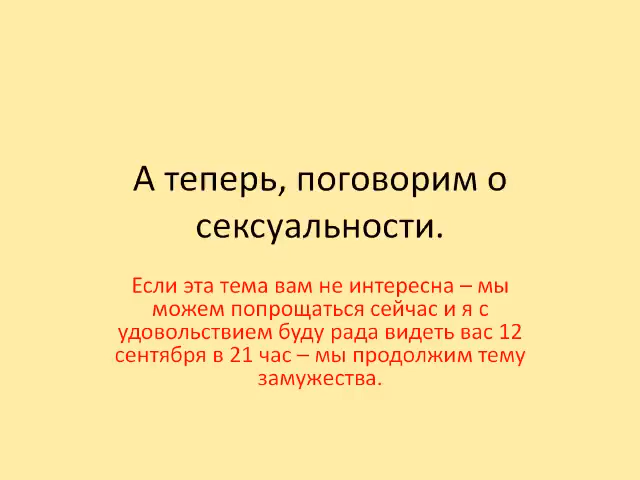 А теперь, поговорим о
сексуальности.
Если эта тема вам не интересна – мы
можем попрощаться сейчас и я с
удовольствием буду рада видеть вас 12
сентября в 21 час – мы продолжим тему
замужества.